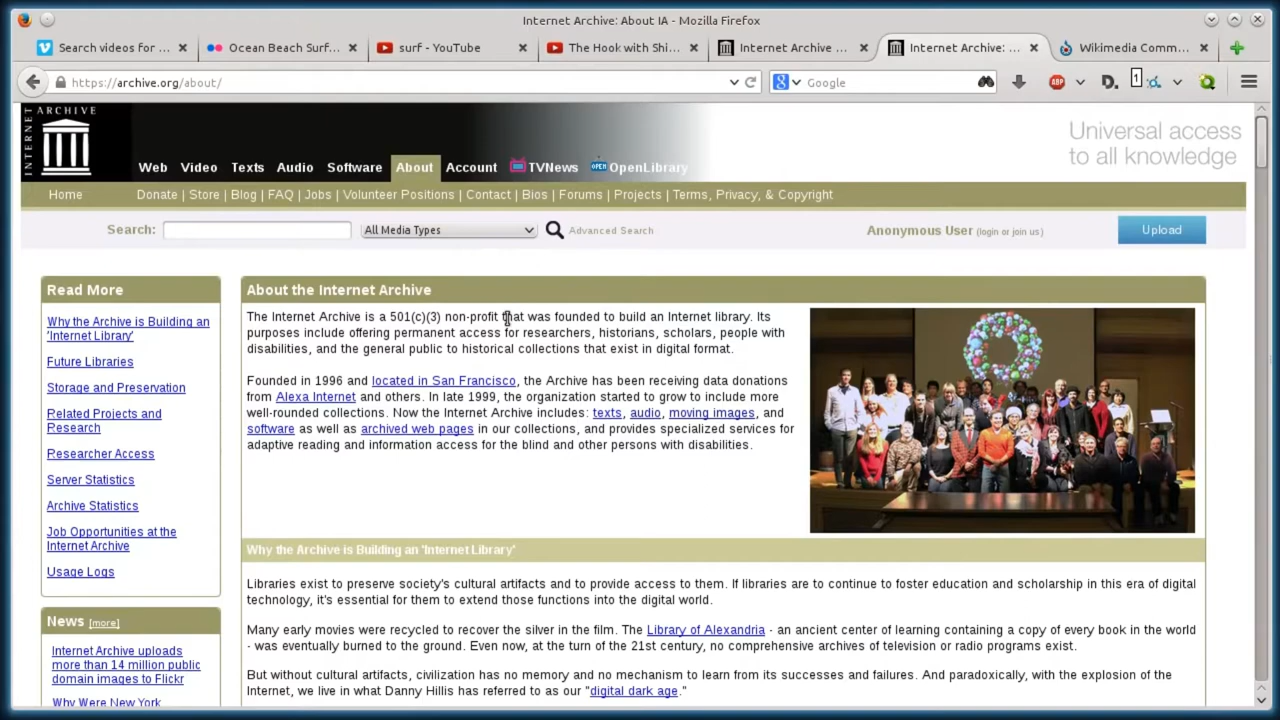 Internet Archive: About IA - Mozilla Firefox
Search videos for ...
Ocean Beach Surf...
surf - YouTube
The Hook with Shi...
Internet Archive ...
Internet Archive: ...
Wikimedia Comm...
https://archive.org/about/
8
Google
ABP
D.
1
INTERNET ARCHIVE
Universal access
to all knowledge
Web Video Texts Audio Software About Account TVNews OPEN OpenLibrary
Home Donate | Store | Blog | FAQ | Jobs | Volunteer Positions | Contact | Bios | Forums | Projects | Terms, Privacy, & Copyright
Search: All Media Types Advanced Search Anonymous User (login or join us) Upload
Read More
Why the Archive is Building an
'Internet Library'
Future Libraries
Storage and Preservation
Related Projects and
Research
Researcher Access
Server Statistics
Archive Statistics
Job Opportunities at the
Internet Archive
Usage Logs
News [more]
Internet Archive uploads
more than 14 million public
domain images to Flickr
Why Were New York
About the Internet Archive
The Internet Archive is a 501(c)(3) non-profit that was founded to build an Internet library. Its
purposes include offering permanent access for researchers, historians, scholars, people with
disabilities, and the general public to historical collections that exist in digital format.
Founded in 1996 and located in San Francisco, the Archive has been receiving data donations
from Alexa Internet and others. In late 1999, the organization started to grow to include more
well-rounded collections. Now the Internet Archive includes: texts, audio, moving images, and
software as well as archived web pages in our collections, and provides specialized services for
adaptive reading and information access for the blind and other persons with disabilities.
Why the Archive is Building an 'Internet Library'
Libraries exist to preserve society's cultural artifacts and to provide access to them. If libraries are to continue to foster education and scholarship in this era of digital
technology, it's essential for them to extend those functions into the digital world.
Many early movies were recycled to recover the silver in the film. The Library of Alexandria - an ancient center of learning containing a copy of every book in the world
- was eventually burned to the ground. Even now, at the turn of the 21st century, no comprehensive archives of television or radio programs exist.
But without cultural artifacts, civilization has no memory and no mechanism to learn from its successes and failures. And paradoxically, with the explosion of the
Internet, we live in what Danny Hillis has referred to as our "digital dark age."